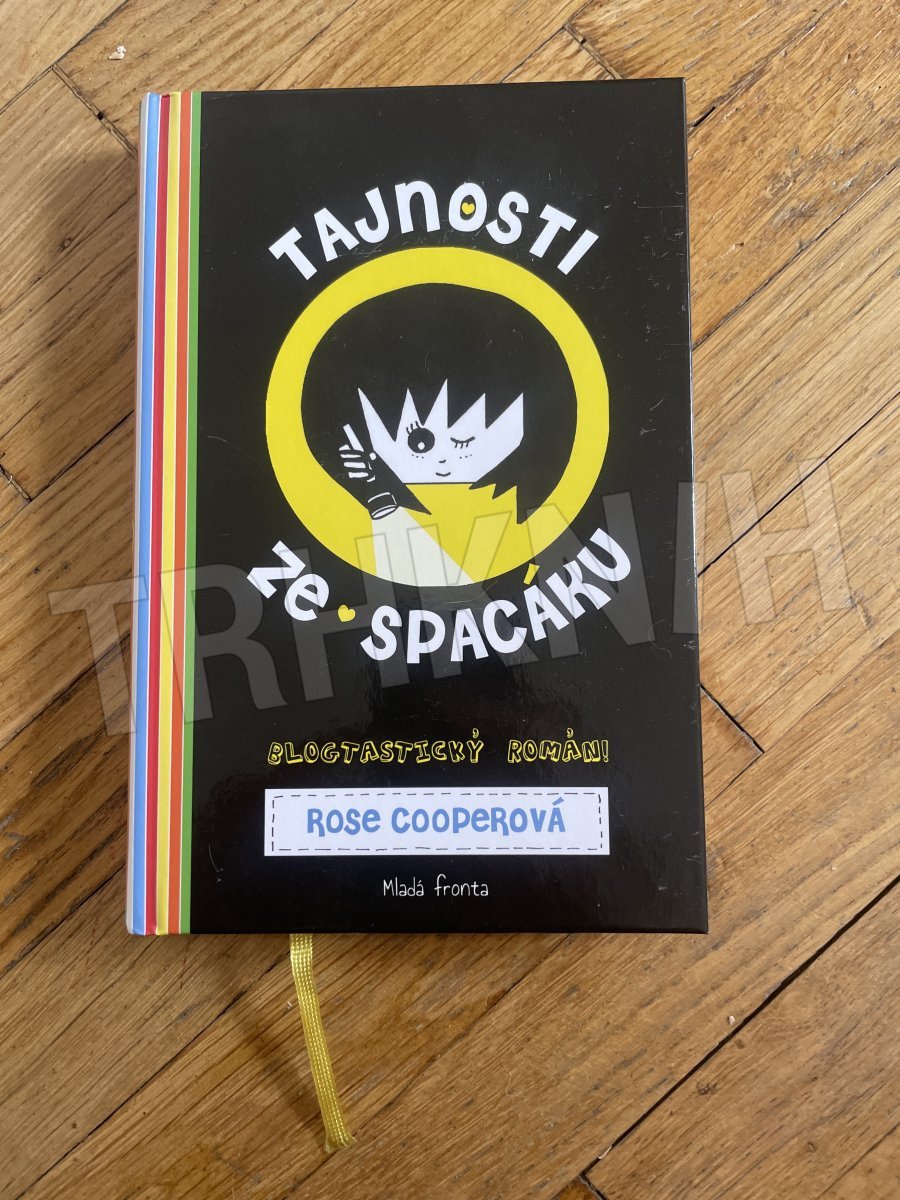 TAJnOSTI
Ze SPACÁKU
BLOGTASTICKÝ ROMÁN!
ROSe COOPeROVÁ
Mladá fronta
TRHKNIH